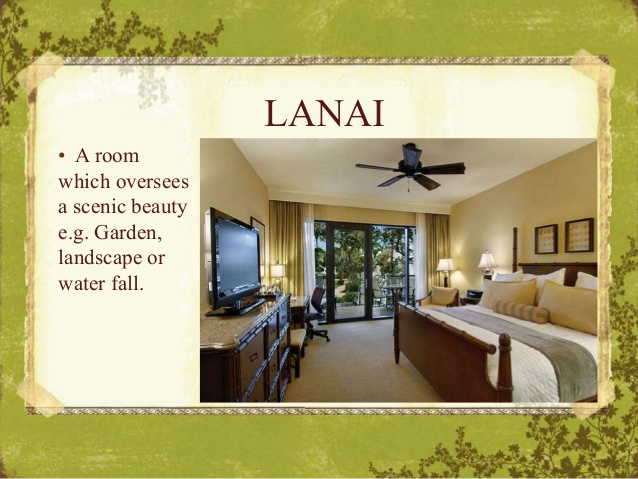 LANAI
• A room
which oversees
a scenic beauty
e.g. Garden,
landscape or
water fall.